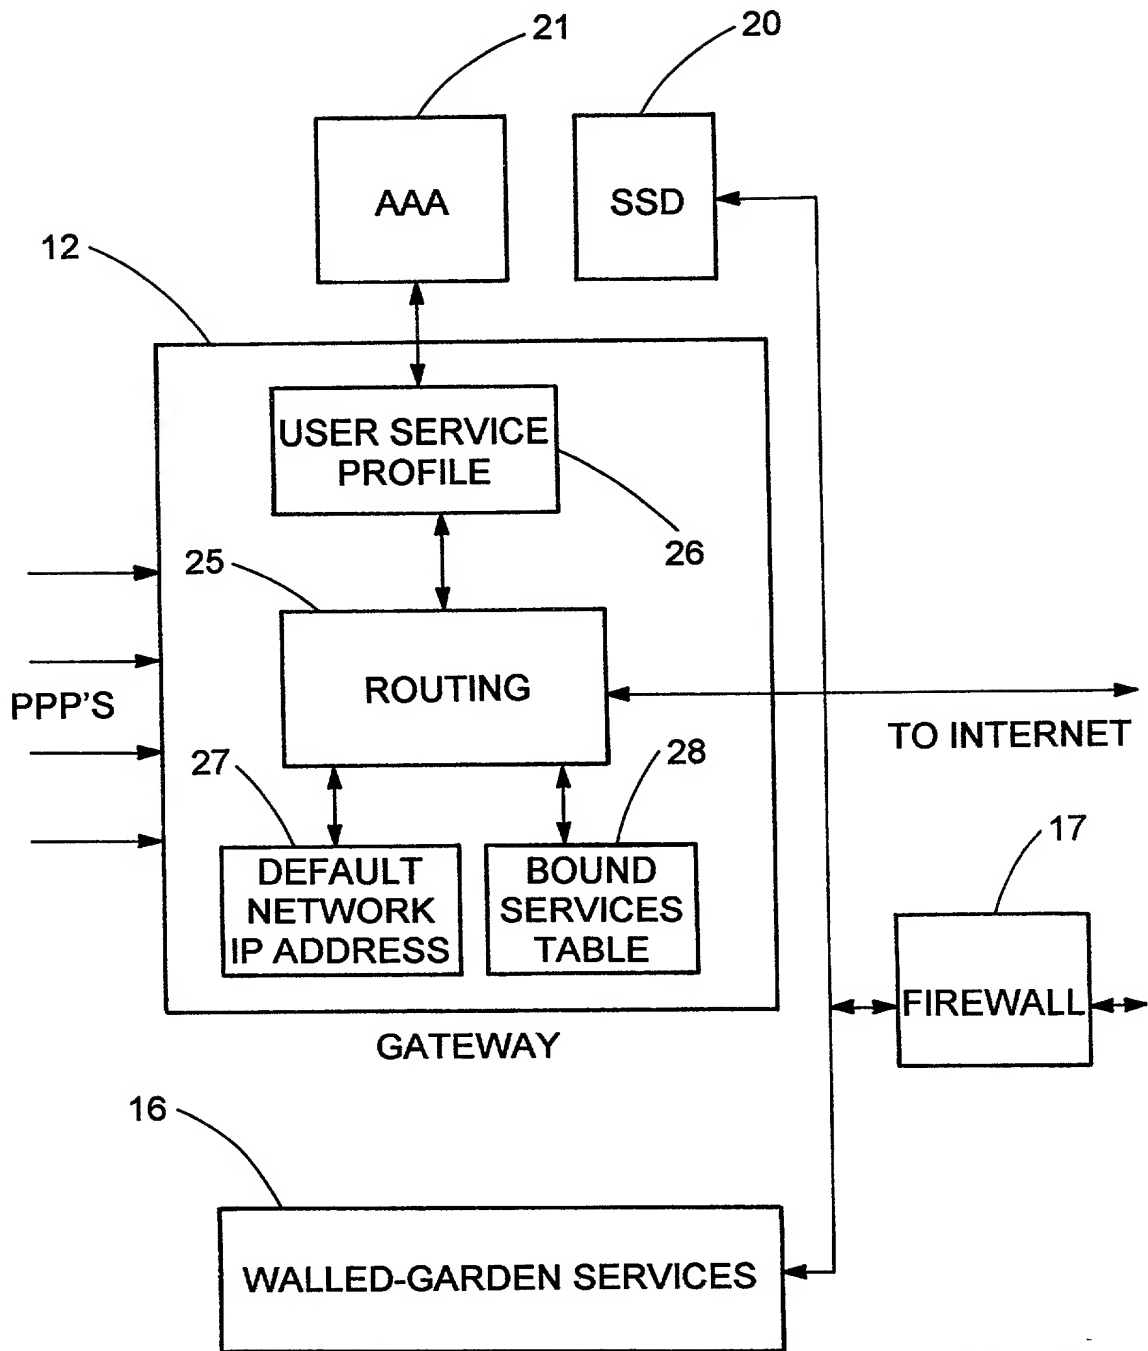 21
20
AAA
SSD
12
USER SERVICE
PROFILE
26
25
ROUTING
PPP'S
TO INTERNET
27
28
DEFAULT
NETWORK
IP ADDRESS
BOUND
SERVICES
TABLE
17
FIREWALL
GATEWAY
16
WALLED-GARDEN SERVICES